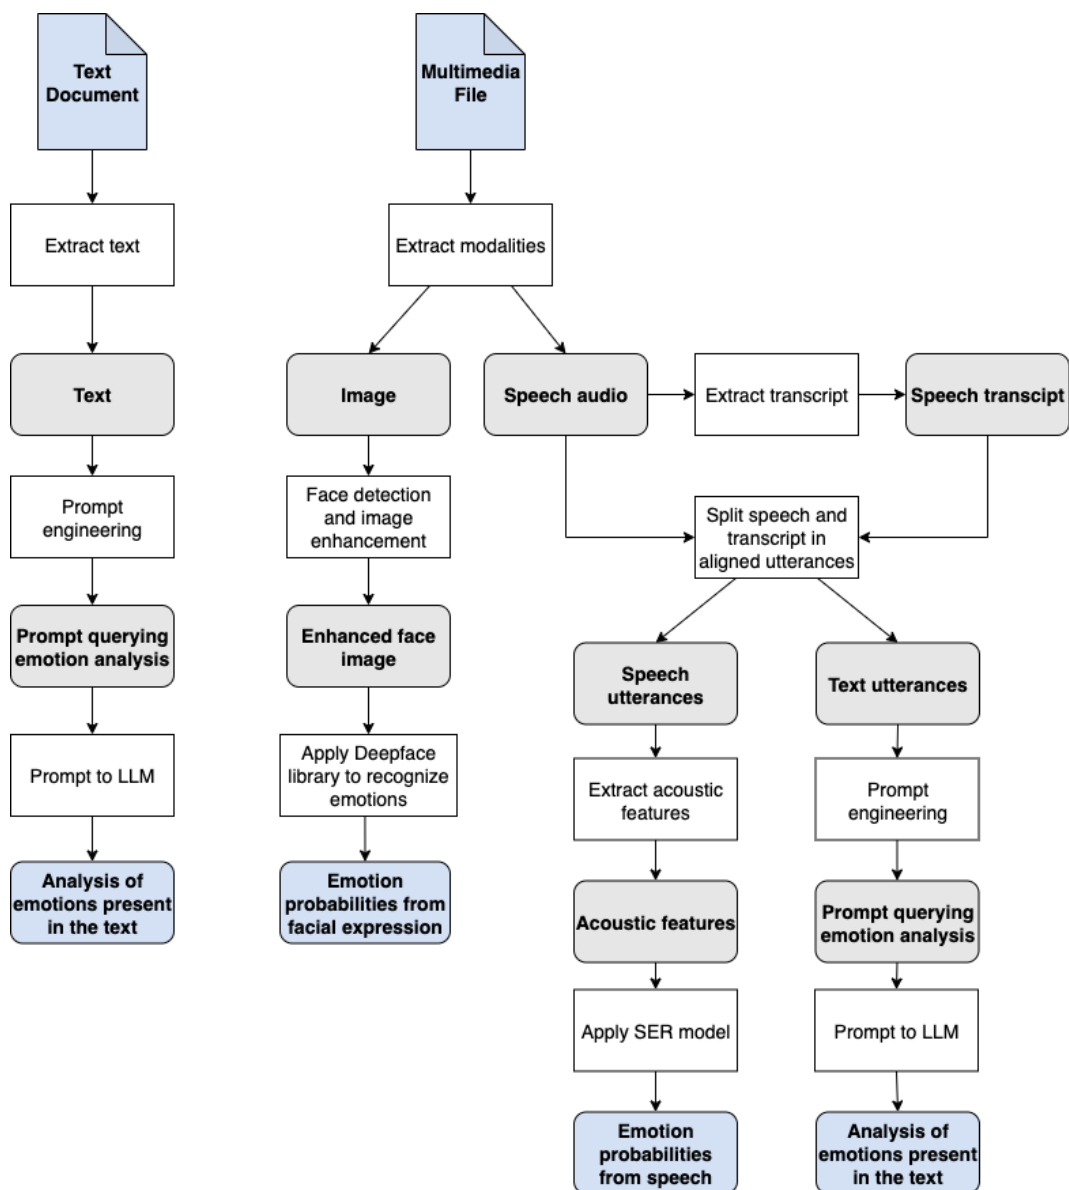 Text
Document
Multimedia
File
Extract text
Extract modalities
Text
Image
Speech audio
Extract transcript
Speech transcipt
Prompt
engineering
Face detection
and image
enhancement
Split speech and
transcript in
aligned utterances
Prompt querying
emotion analysis
Enhanced face
image
Speech
utterances
Text utterances
Prompt to LLM
Apply Deepface
library to recognize
emotions
Extract acoustic
features
Prompt
engineering
Analysis of
emotions present
in the text
Emotion
probabilities from
facial expression
Acoustic features
Prompt querying
emotion analysis
Apply SER model
Prompt to LLM
Emotion
probabilities
from speech
Analysis of
emotions present
in the text